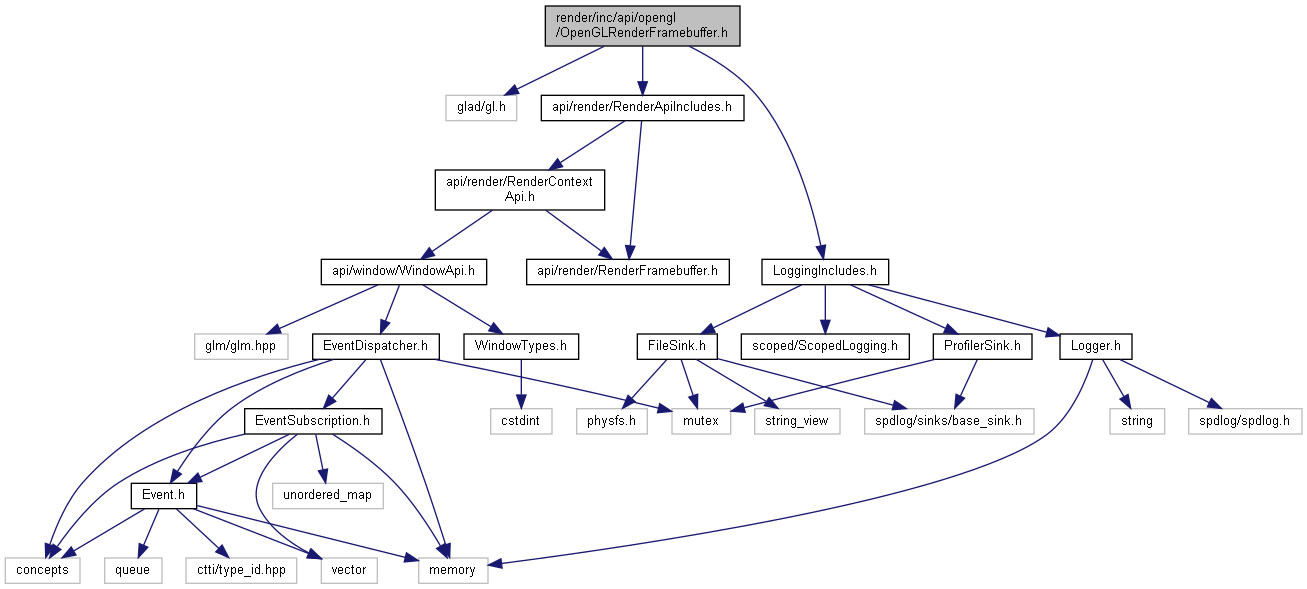 render/inc/api/opengl
/OpenGLRenderFramebuffer.h
glad/gl.h
api/render/RenderApiIncludes.h
api/render/RenderContext
Api.h
api/window/WindowApi.h
api/render/RenderFramebuffer.h
LoggingIncludes.h
glm/glm.hpp
EventDispatcher.h
WindowTypes.h
FileSink.h
scoped/ScopedLogging.h
ProfilerSink.h
Logger.h
EventSubscription.h
cstdint
physfs.h
mutex
string_view
spdlog/sinks/base_sink.h
string
spdlog/spdlog.h
Event.h
unordered_map
concepts
queue
ctti/type_id.hpp
vector
memory